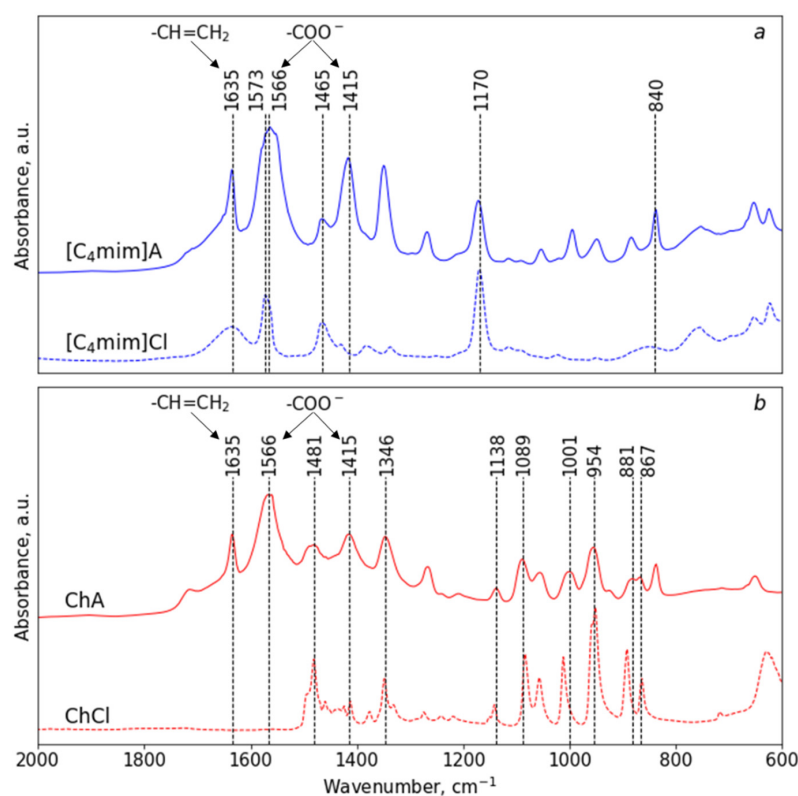 -CH=CH₂ -COO⁻ a
1635 1573 1566 1465 1415 1170 840
Absorbance, a.u.
[C₄mim]A
[C₄mim]Cl
-CH=CH₂ -COO⁻ b
1635 1566 1481 1415 1346 1138 1089 1001 954 881 867
Absorbance, a.u.
ChA
ChCl
2000 1800 1600 1400 1200 1000 800 600
Wavenumber, cm⁻¹